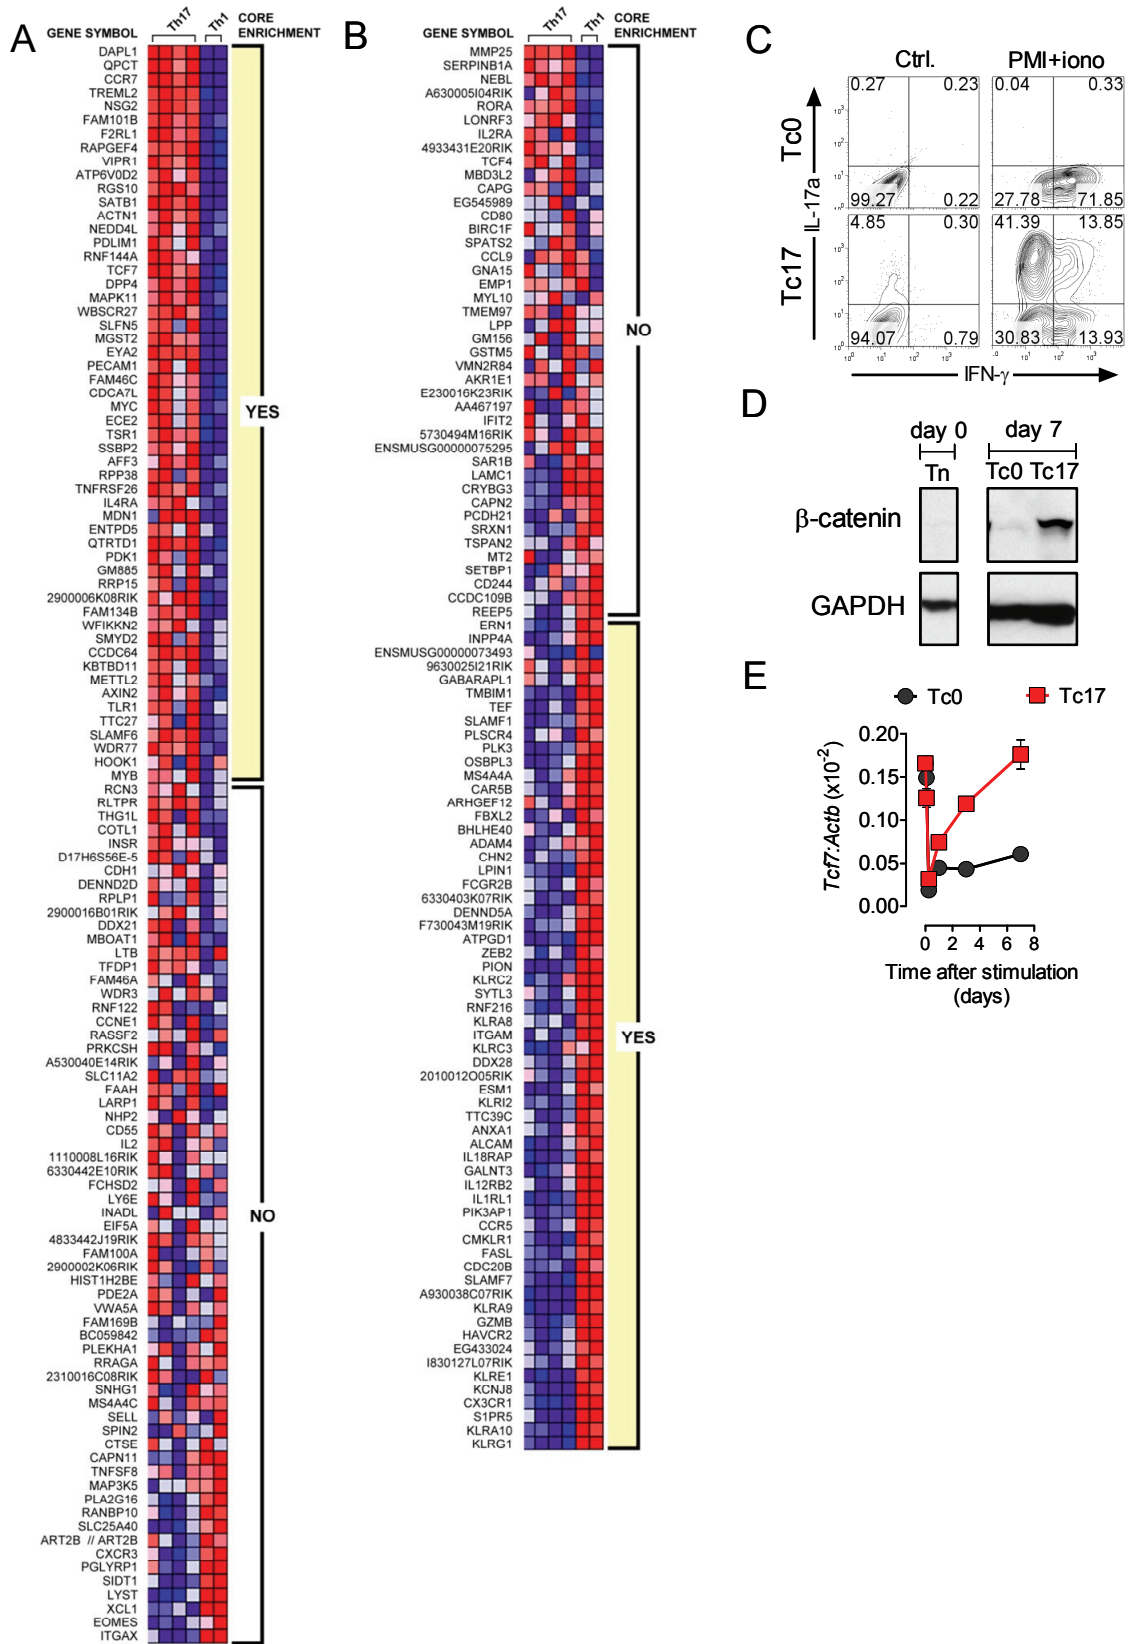 A
GENE SYMBOL
Th17
Th1
CORE
ENRICHMENT
DAPL1
QPCT
CCR7
TREML2
NSG2
FAM101B
F2RL1
RAPGEF4
VIPR1
ATP6V0D2
RGS10
SATB1
ACTN1
NEDD4L
PDLIM1
RNF144A
TCF7
DPP4
MAPK11
WBSCR27
SLFN5
MGST2
EYA2
PECAM1
FAM46C
CDCA7L
MYC
ECE2
TSR1
SSBP2
AFF3
RPP38
TNFRSF26
IL4RA
MDN1
ENTPD5
QTRTD1
PDK1
GM885
RRP15
2900006K08RIK
FAM134B
WFIKKN2
SMYD2
CCDC64
KBTBD11
METTL2
AXIN2
TLR1
TTC27
SLAMF6
WDR77
HOOK1
MYB
YES
RCN3
RLTPR
THG1L
COTL1
INSR
D17H6S56E-5
CDH1
DENND2D
RPLP1
2900016B01RIK
DDX21
MBOAT1
LTB
TFDP1
FAM46A
WDR3
RNF122
CCNE1
RASSF2
PRKCSH
A530040E14RIK
SLC11A2
FAAH
LARP1
NHP2
CD55
IL2
1110008L16RIK
6330442E10RIK
FCHSD2
LY6E
INADL
EIF5A
4833442J19RIK
FAM100A
2900002K06RIK
HIST1H2BE
PDE2A
VWA5A
FAM169B
BC059842
PLEKHA1
RRAGA
2310016C08RIK
SNHG1
MS4A4C
SELL
SPIN2
CTSE
CAPN11
TNFSF8
MAP3K5
PLA2G16
RANBP10
SLC25A40
ART2B // ART2B
CXCR3
PGLYRP1
SIDT1
LYST
XCL1
EOMES
ITGAX
NO
B
GENE SYMBOL
Th17
Th1
CORE
ENRICHMENT
MMP25
SERPINB1A
NEBL
A630005I04RIK
RORA
LONRF3
IL2RA
4933431E20RIK
TCF4
MBD3L2
CAPG
EG545989
CD80
BIRC1F
SPATS2
CCL9
GNA15
EMP1
MYL10
TMEM97
LPP
GM156
GSTM5
VMN2R84
AKR1E1
E230016K23RIK
AA467197
IFIT2
5730494M16RIK
ENSMUSG00000075295
SAR1B
LAMC1
CRYBG3
CAPN2
PCDH21
SRXN1
TSPAN2
MT2
SETBP1
CD244
CCDC109B
REEP5
NO
ERN1
INPP4A
ENSMUSG00000073493
9630025I21RIK
GABARAPL1
TMBIM1
TEF
SLAMF1
PLSCR4
PLK3
OSBPL3
MS4A4A
CAR5B
ARHGEF12
FBXL2
BHLHE40
ADAM4
CHN2
LPIN1
FCGR2B
6330403K07RIK
DENND5A
F730043M19RIK
ATPGD1
ZEB2
PION
KLRC2
SYTL3
RNF216
KLRA8
ITGAM
KLRC3
DDX28
2010012O05RIK
ESM1
KLRI2
TTC39C
ANXA1
ALCAM
IL18RAP
GALNT3
IL12RB2
IL1RL1
PIK3AP1
CCR5
CMKLR1
FASL
CDC20B
SLAMF7
A930038C07RIK
KLRA9
GZMB
HAVCR2
EG433024
I830127L07RIK
KLRE1
KCNJ8
CX3CR1
S1PR5
KLRA10
KLRG1
YES
C
Ctrl. PMI+iono
Tc0
Tc17
IL-17a
0.27 0.23 0.04 0.33
10³
10²
10¹
10⁰
99.27 0.22 27.78 71.85
4.85 0.30 41.39 13.85
10³
10²
10¹
10⁰
94.07 0.79 30.83 13.93
10⁰ 10¹ 10² 10³ 10⁰ 10¹ 10² 10³
IFN-γ
D
day 0 day 7
Tn Tc0 Tc17
β-catenin
GAPDH
E
Tc0 Tc17
Tcf7:Actb (x10⁻²)
0.20
0.15
0.10
0.05
0.00
0 2 4 6 8
Time after stimulation
(days)